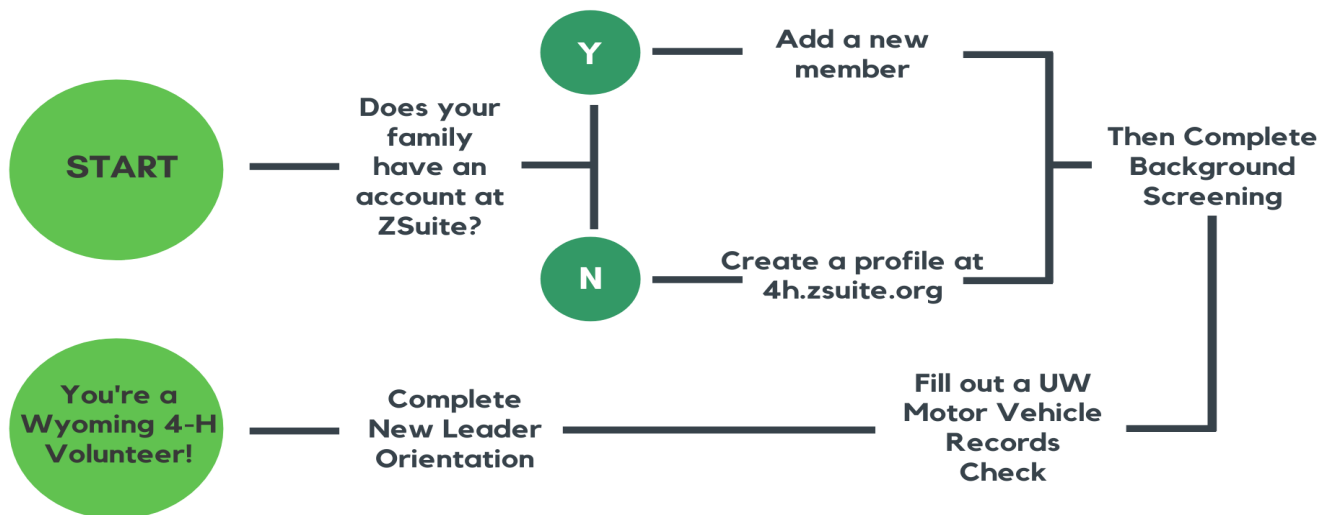 START
Does your
family
have an
account at
ZSuite?
Y
Add a new
member
N
Create a profile at
4h.zsuite.org
Then Complete
Background
Screening
Fill out a UW
Motor Vehicle
Records
Check
Complete
New Leader
Orientation
You're a
Wyoming 4-H
Volunteer!